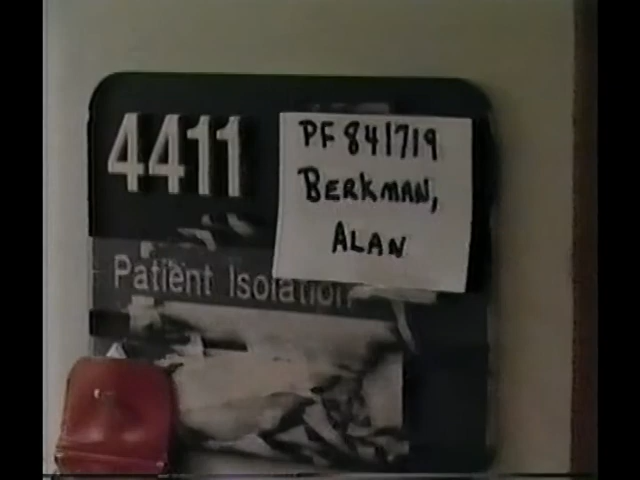 4411
PF 841719
BERKMAN,
ALAN
Patient Isolation